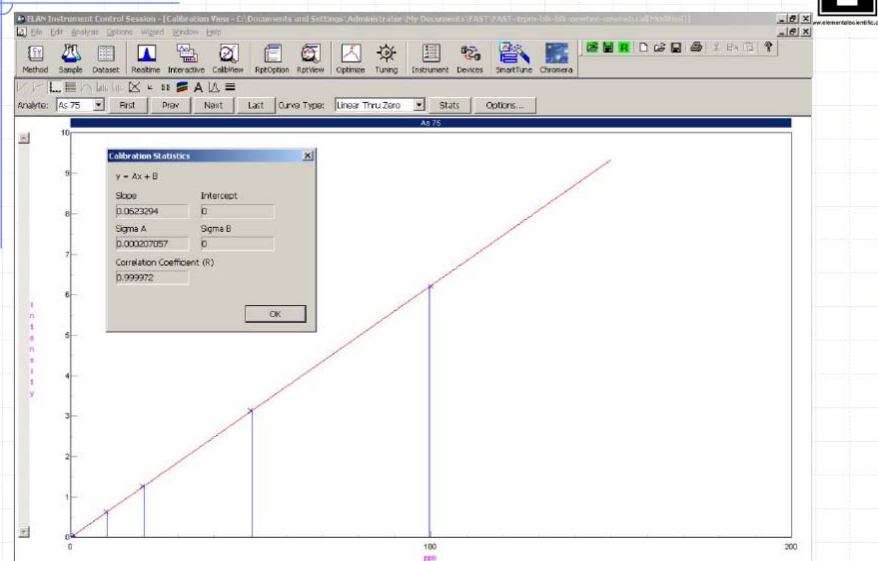 ELAN Instrument Control Session - [Calibration View - C:\Documents and Settings\Administrator\My Documents\FAST\
File Edit Analysis Options Wizard Window Help
Method Sample Dataset Realtime Interactive CalibView RptOption RptView Optimize Tuning Instrument Devices SmartTune Chromera
Analyte: As 75 First Prev Next Last Curve Type: Linear Thru Zero Stats Options...
As 75
Calibration Statistics
y = Ax + B
Slope Intercept
0.0623294 0
Sigma A Sigma B
0.000207057 0
Correlation Coefficient (R)
0.999972
OK
10
9
8
7
6
5
4
3
2
1
0
Intensity
0 100 200